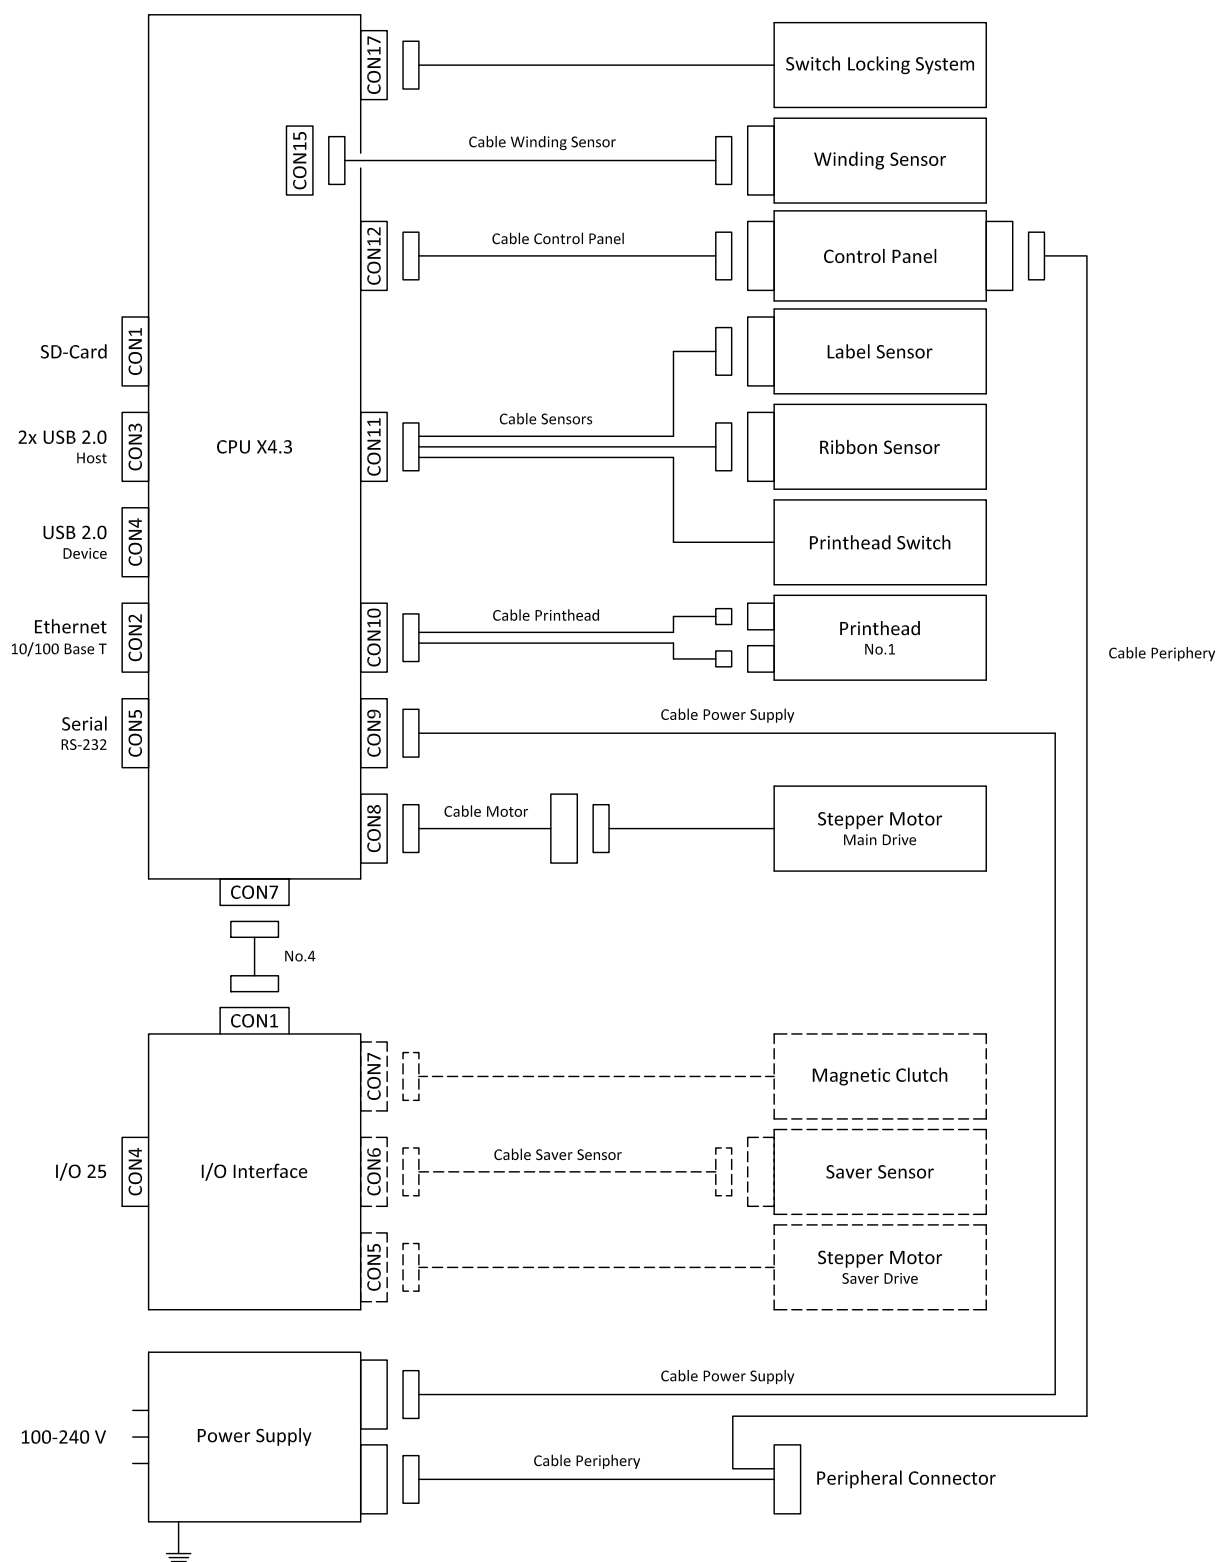 CON17
Switch Locking System
CON15
Cable Winding Sensor
Winding Sensor
CON12
Cable Control Panel
Control Panel
SD-Card
CON1
Label Sensor
2x USB 2.0
Host
CON3
CPU X4.3
CON11
Cable Sensors
Ribbon Sensor
USB 2.0
Device
CON4
Printhead Switch
Ethernet
10/100 Base T
CON2
CON10
Cable Printhead
Printhead
No.1
Cable Periphery
Serial
RS-232
CON5
CON9
Cable Power Supply
CON8
Cable Motor
Stepper Motor
Main Drive
CON7
No.4
CON1
CON7
Magnetic Clutch
I/O 25
CON4
I/O Interface
CON6
Cable Saver Sensor
Saver Sensor
CON5
Stepper Motor
Saver Drive
Cable Power Supply
100-240 V
Power Supply
Cable Periphery
Peripheral Connector